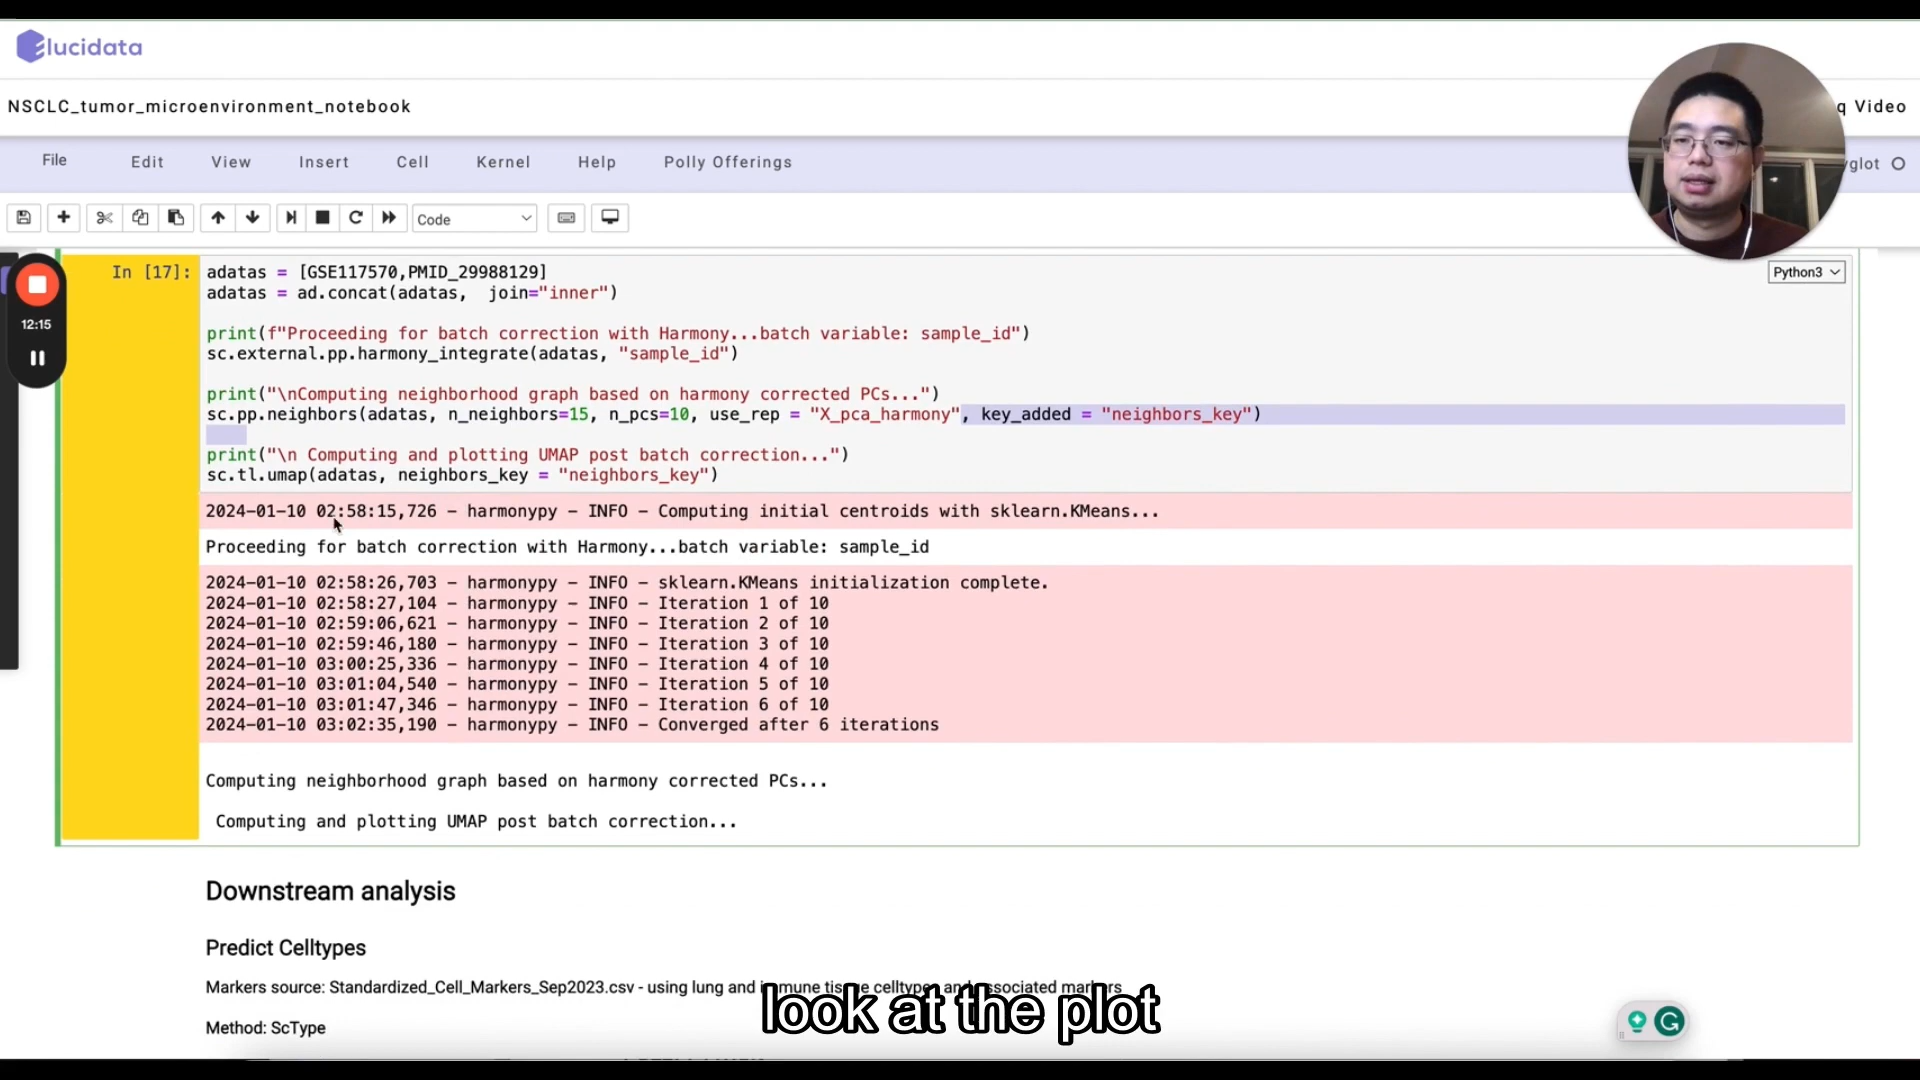 Elucidata
NSCLC_tumor_microenvironment_notebook
q Video
File Edit View Insert Cell Kernel Help Polly Offerings
yglot
Code
In [17]:
Python3
adatas = [GSE117570,PMID_29988129]
adatas = ad.concat(adatas,  join="inner")
print(f"Proceeding for batch correction with Harmony...batch variable: sample_id")
sc.external.pp.harmony_integrate(adatas, "sample_id")
print("\nComputing neighborhood graph based on harmony corrected PCs...")
sc.pp.neighbors(adatas, n_neighbors=15, n_pcs=10, use_rep = "X_pca_harmony", key_added = "neighbors_key")
print("\n Computing and plotting UMAP post batch correction...")
sc.tl.umap(adatas, neighbors_key = "neighbors_key")
12:15
2024-01-10 02:58:15,726 - harmonypy - INFO - Computing initial centroids with sklearn.KMeans...
Proceeding for batch correction with Harmony...batch variable: sample_id
2024-01-10 02:58:26,703 - harmonypy - INFO - sklearn.KMeans initialization complete.
2024-01-10 02:58:27,104 - harmonypy - INFO - Iteration 1 of 10
2024-01-10 02:59:06,621 - harmonypy - INFO - Iteration 2 of 10
2024-01-10 02:59:46,180 - harmonypy - INFO - Iteration 3 of 10
2024-01-10 03:00:25,336 - harmonypy - INFO - Iteration 4 of 10
2024-01-10 03:01:04,540 - harmonypy - INFO - Iteration 5 of 10
2024-01-10 03:01:47,346 - harmonypy - INFO - Iteration 6 of 10
2024-01-10 03:02:35,190 - harmonypy - INFO - Converged after 6 iterations
Computing neighborhood graph based on harmony corrected PCs...
Computing and plotting UMAP post batch correction...
Downstream analysis
Predict Celltypes
Markers source: Standardized_Cell_Markers_Sep2023.csv - using lung and immune tissue celltypes and associated markers
look at the plot
Method: ScType